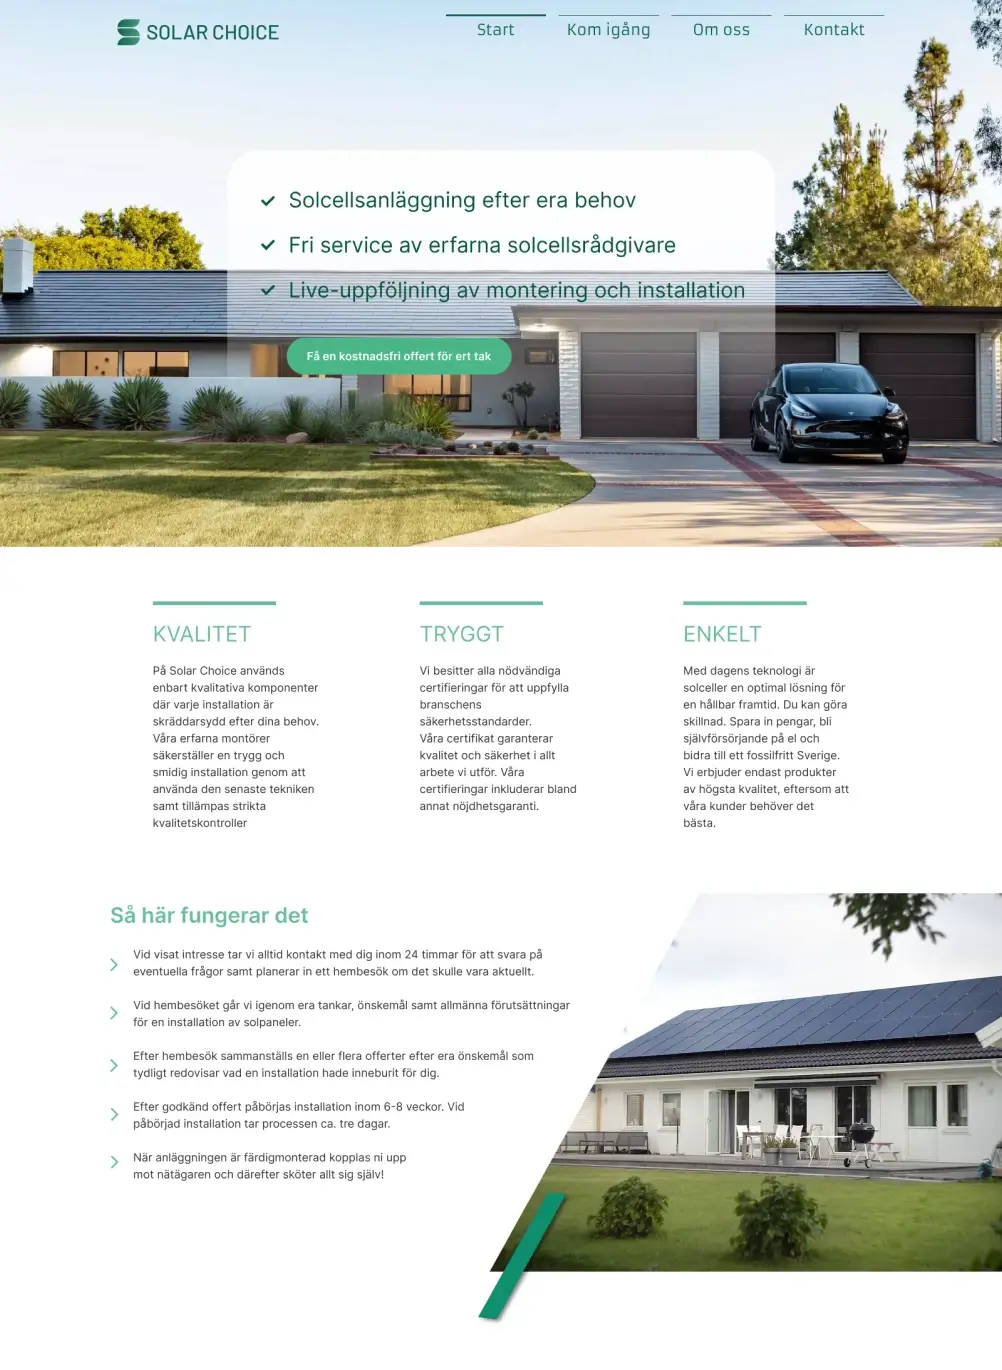 SOLAR CHOICE
Start
Kom igång
Om oss
Kontakt
Solcellsanläggning efter era behov
Fri service av erfarna solcellsrådgivare
Live-uppföljning av montering och installation
Få en kostnadsfri offert för ert tak
KVALITET
På Solar Choice används
enbart kvalitativa komponenter
där varje installation är
skräddarsydd efter dina behov.
Våra erfarna montörer
säkerställer en trygg och
smidig installation genom att
använda den senaste tekniken
samt tillämpas strikta
kvalitetskontroller
TRYGGT
Vi besitter alla nödvändiga
certifieringar för att uppfylla
branschens
säkerhetsstandarder.
Våra certifikat garanterar
kvalitet och säkerhet i allt
arbete vi utför. Våra
certifieringar inkluderar bland
annat nöjdhetsgaranti.
ENKELT
Med dagens teknologi är
solceller en optimal lösning för
en hållbar framtid. Du kan göra
skillnad. Spara in pengar, bli
självförsörjande på el och
bidra till ett fossilfritt Sverige.
Vi erbjuder endast produkter
av högsta kvalitet, eftersom att
våra kunder behöver det
bästa.
Så här fungerar det
Vid visat intresse tar vi alltid kontakt med dig inom 24 timmar för att svara på
eventuella frågor samt planerar in ett hembesök om det skulle vara aktuellt.
Vid hembesöket går vi igenom era tankar, önskemål samt allmänna förutsättningar
för en installation av solpaneler.
Efter hembesök sammanställs en eller flera offerter efter era önskemål som
tydligt redovisar vad en installation hade inneburit för dig.
Efter godkänd offert påbörjas installation inom 6-8 veckor. Vid
påbörjad installation tar processen ca. tre dagar.
När anläggningen är färdigmonterad kopplas ni upp
mot nätägaren och därefter sköter allt sig själv!